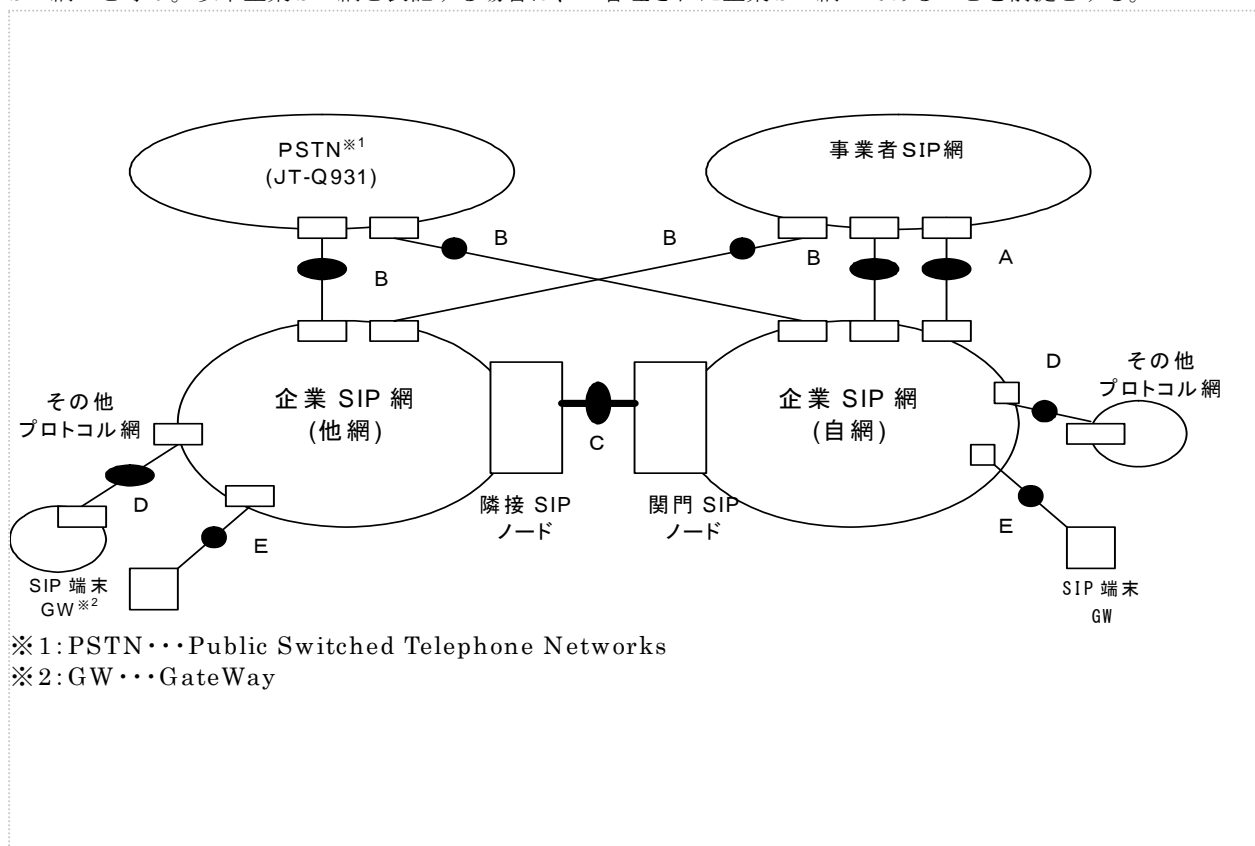 PSTN※1
(JT-Q931)
事業者SIP網
B
B
B
B
A
企業 SIP 網
(他網)
企業 SIP 網
(自網)
C
隣接 SIP
ノード
関門 SIP
ノード
その他
プロトコル網
D
E
SIP 端末
GW※2
D
その他
プロトコル網
E
SIP 端末
GW
※1:PSTN・・・Public Switched Telephone Networks
※2:GW・・・GateWay